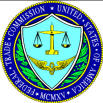 FEDERAL TRADE COMMISSION
UNITED STATES OF AMERICA
MCMXV